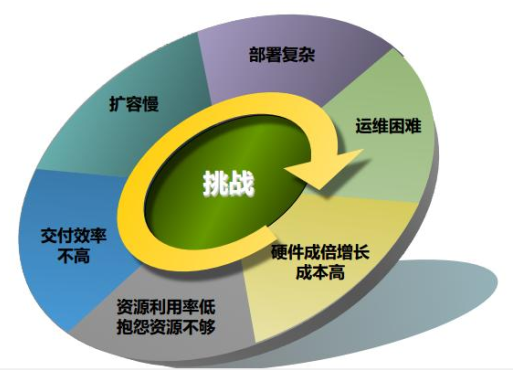 部署复杂
扩容慢
运维困难
挑战
交付效率
不高
硬件成倍增长
成本高
资源利用率低
抱怨资源不够